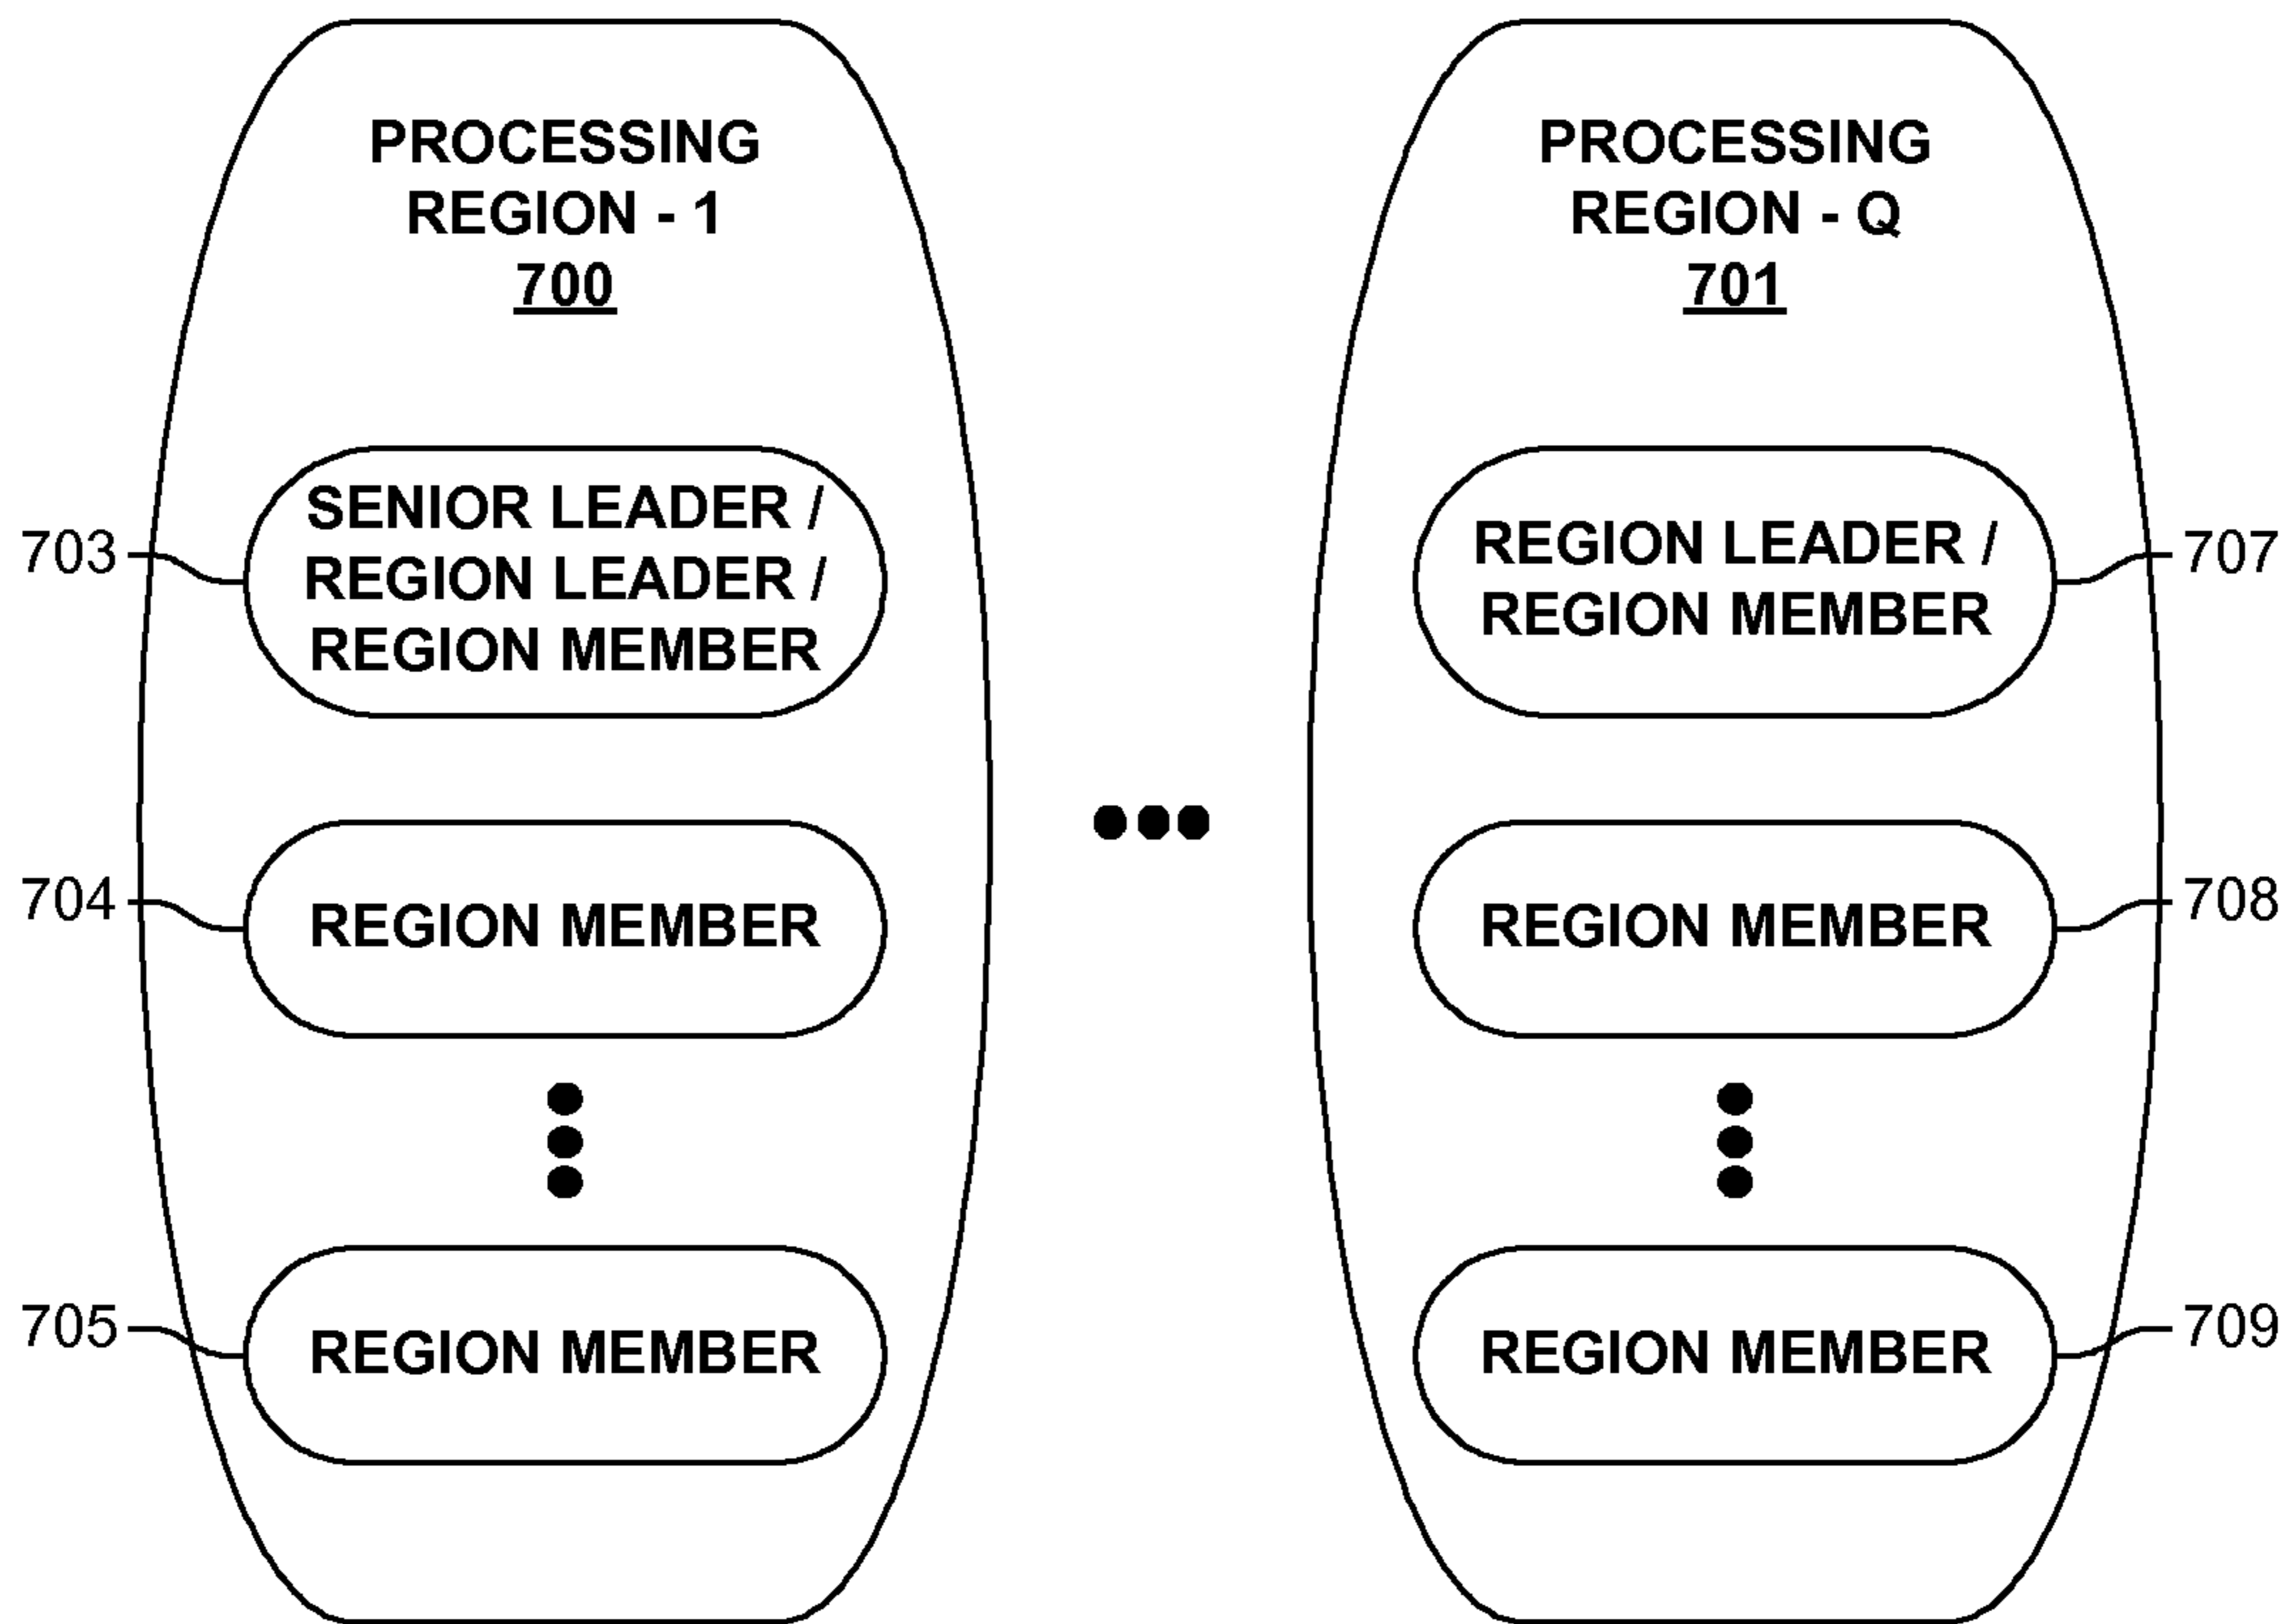 PROCESSING
REGION - 1
700
SENIOR LEADER /
REGION LEADER /
REGION MEMBER
703
REGION MEMBER
704
REGION MEMBER
705
PROCESSING
REGION - Q
701
REGION LEADER /
REGION MEMBER
707
REGION MEMBER
708
REGION MEMBER
709